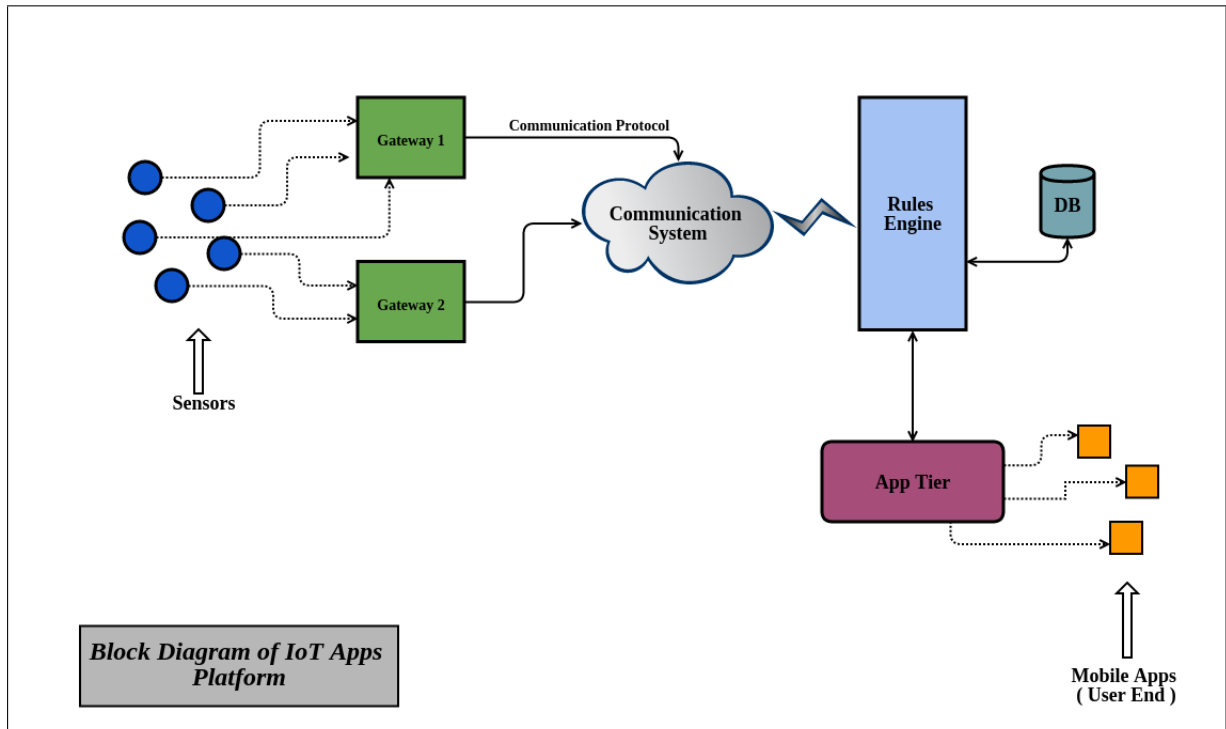 Gateway 1
Communication Protocol
Communication
System
Rules
Engine
DB
Gateway 2
Sensors
App Tier
Block Diagram of IoT Apps
Platform
Mobile Apps
( User End )